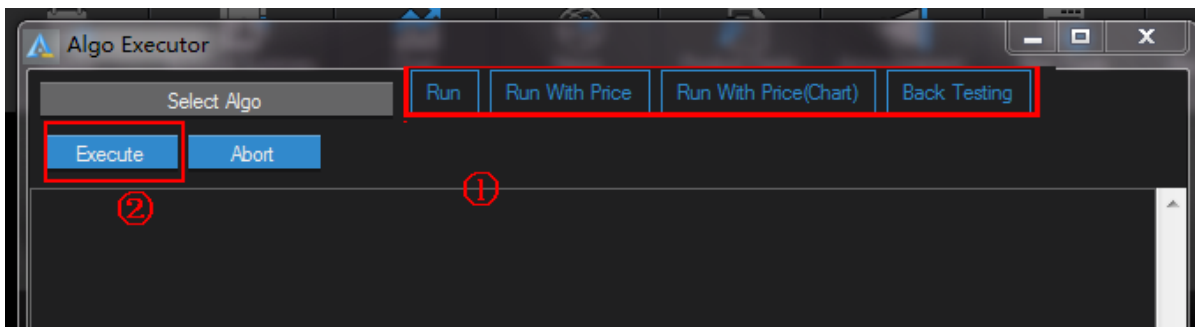 Algo Executor
Select Algo
Run
Run With Price
Run With Price(Chart)
Back Testing
Execute
Abort
①
②